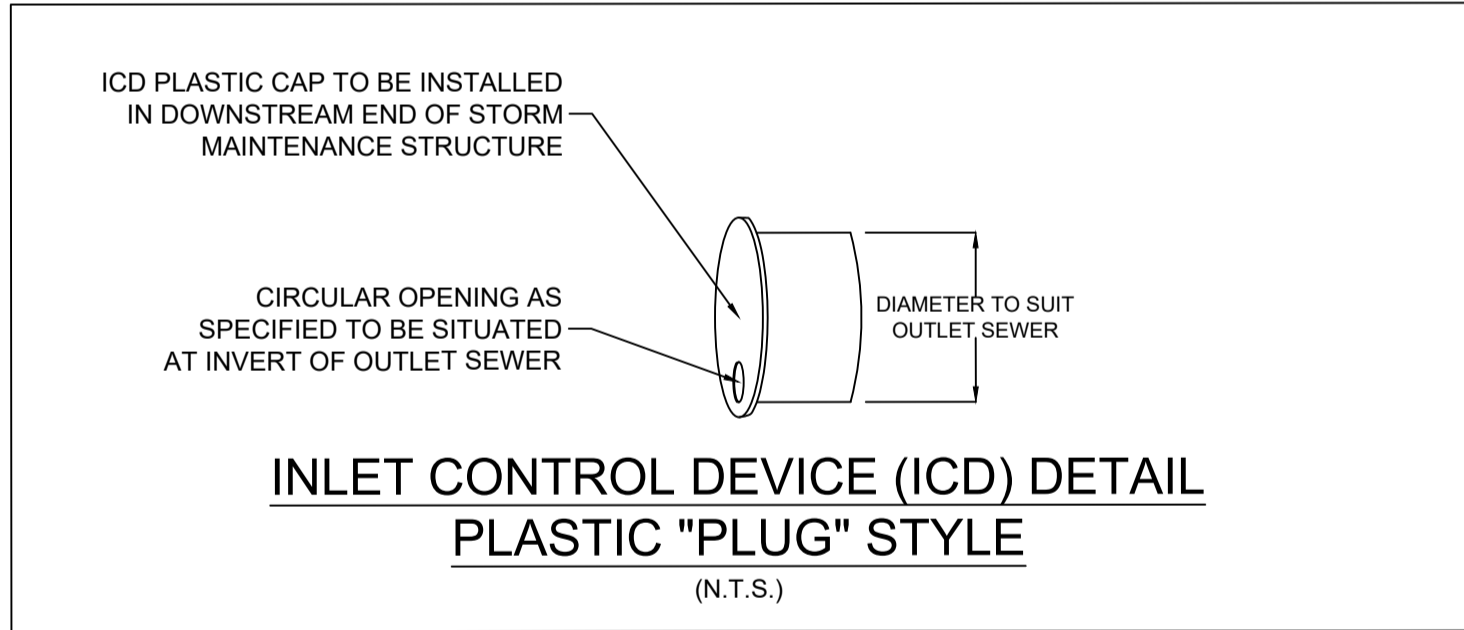 ICD PLASTIC CAP TO BE INSTALLED
IN DOWNSTREAM END OF STORM
MAINTENANCE STRUCTURE
CIRCULAR OPENING AS
SPECIFIED TO BE SITUATED
AT INVERT OF OUTLET SEWER
DIAMETER TO SUIT
OUTLET SEWER
INLET CONTROL DEVICE (ICD) DETAIL
PLASTIC "PLUG" STYLE
(N.T.S.)